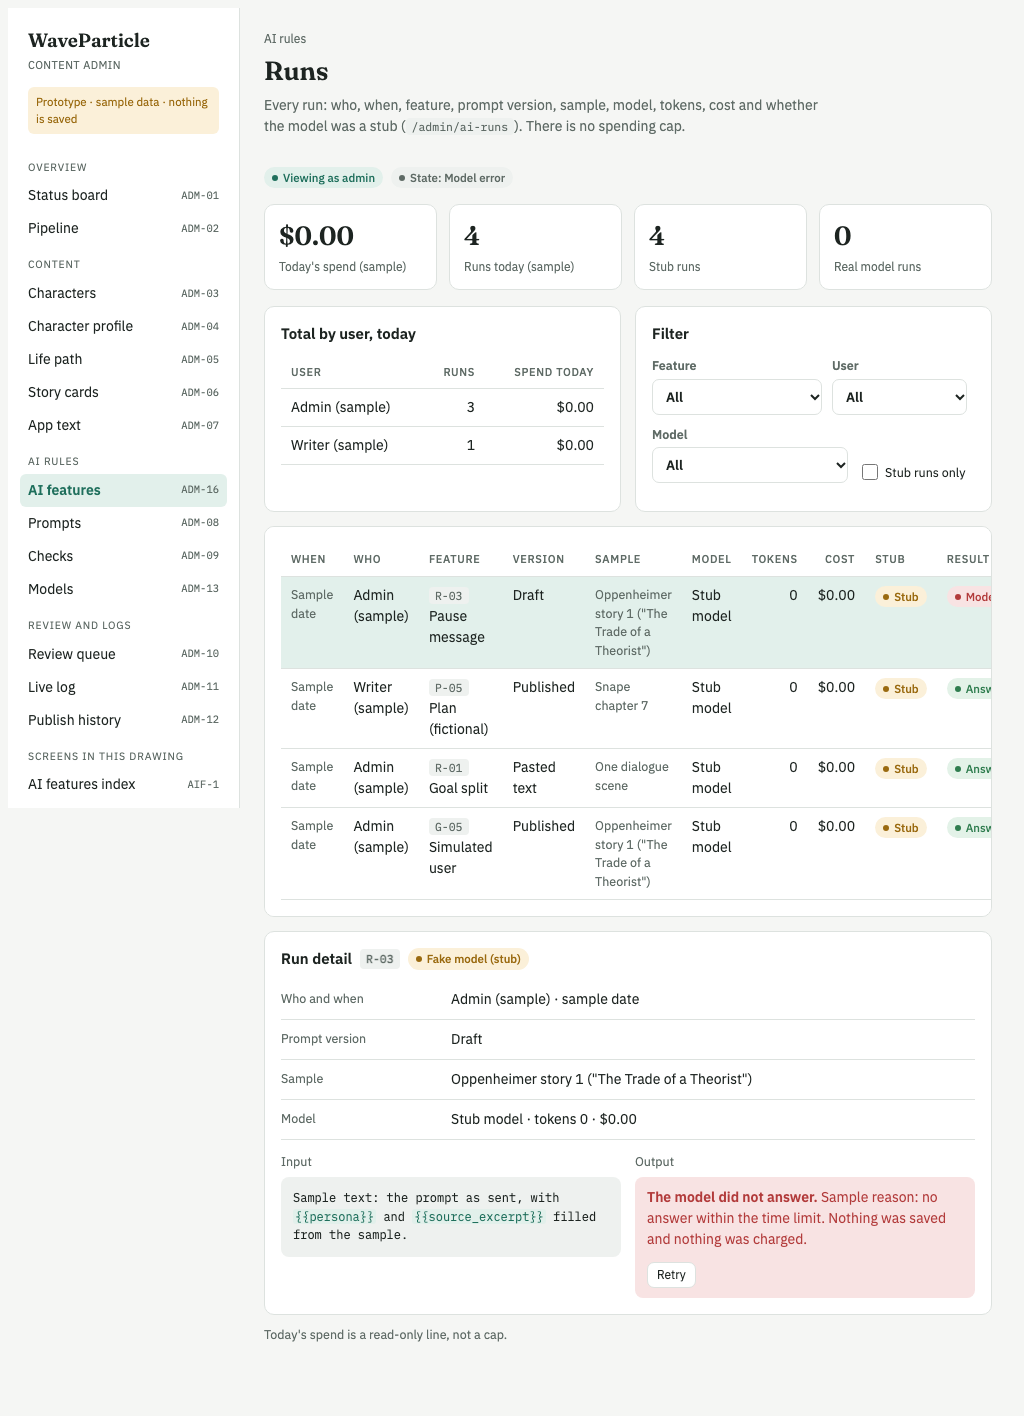 WaveParticle
CONTENT ADMIN
Prototype · sample data · nothing
is saved
OVERVIEW
Status board ADM-01
Pipeline ADM-02
CONTENT
Characters ADM-03
Character profile ADM-04
Life path ADM-05
Story cards ADM-06
App text ADM-07
AI RULES
AI features ADM-16
Prompts ADM-08
Checks ADM-09
Models ADM-13
REVIEW AND LOGS
Review queue ADM-10
Live log ADM-11
Publish history ADM-12
SCREENS IN THIS DRAWING
AI features index AIF-1
AI rules
Runs
Every run: who, when, feature, prompt version, sample, model, tokens, cost and whether
the model was a stub ( /admin/ai-runs ). There is no spending cap.
Viewing as admin State: Model error
$0.00 4 4 0
Today's spend (sample) Runs today (sample) Stub runs Real model runs
Total by user, today
USER RUNS SPEND TODAY
Admin (sample) 3 $0.00
Writer (sample) 1 $0.00
Filter
Feature User
All All
Model
All Stub runs only
WHEN WHO FEATURE VERSION SAMPLE MODEL TOKENS COST STUB RESULT
Sample Admin R-03 Draft Oppenheimer Stub 0 $0.00 Stub Mode
date (sample) Pause story 1 ("The model
message Trade of a
Theorist")
Sample Writer P-05 Published Snape Stub 0 $0.00 Stub Answ
date (sample) Plan chapter 7 model
(fictional)
Sample Admin R-01 Pasted One dialogue Stub 0 $0.00 Stub Answ
date (sample) Goal split text scene model
Sample Admin G-05 Published Oppenheimer Stub 0 $0.00 Stub Answ
date (sample) Simulated story 1 ("The model
user Trade of a
Theorist")
Run detail R-03 Fake model (stub)
Who and when Admin (sample) · sample date
Prompt version Draft
Sample Oppenheimer story 1 ("The Trade of a Theorist")
Model Stub model · tokens 0 · $0.00
Input
Sample text: the prompt as sent, with
{{persona}} and {{source_excerpt}} filled
from the sample.
Output
The model did not answer. Sample reason: no
answer within the time limit. Nothing was saved
and nothing was charged.
Retry
Today's spend is a read-only line, not a cap.